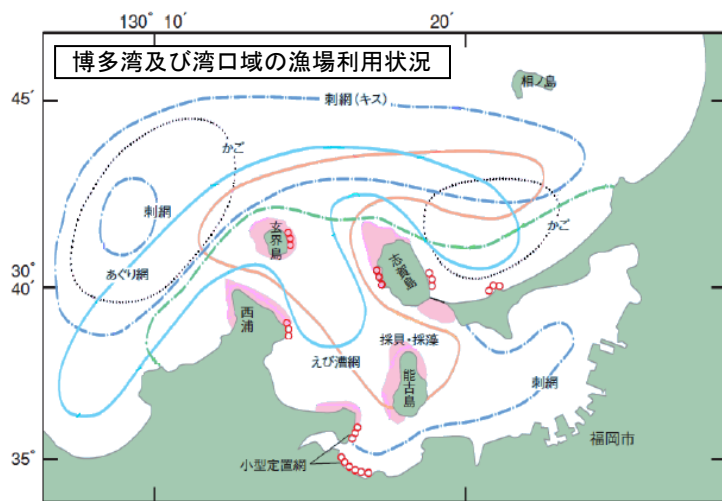 130° 10′
20′
博多湾及び湾口域の漁場利用状況
相ノ島
45′
刺網(キス)
かご
刺網
かご
玄界島
志賀島
あぐり網
30°
40′
西浦
採貝・採藻
えび漕網
能古島
刺網
福岡市
小型定置網
35′